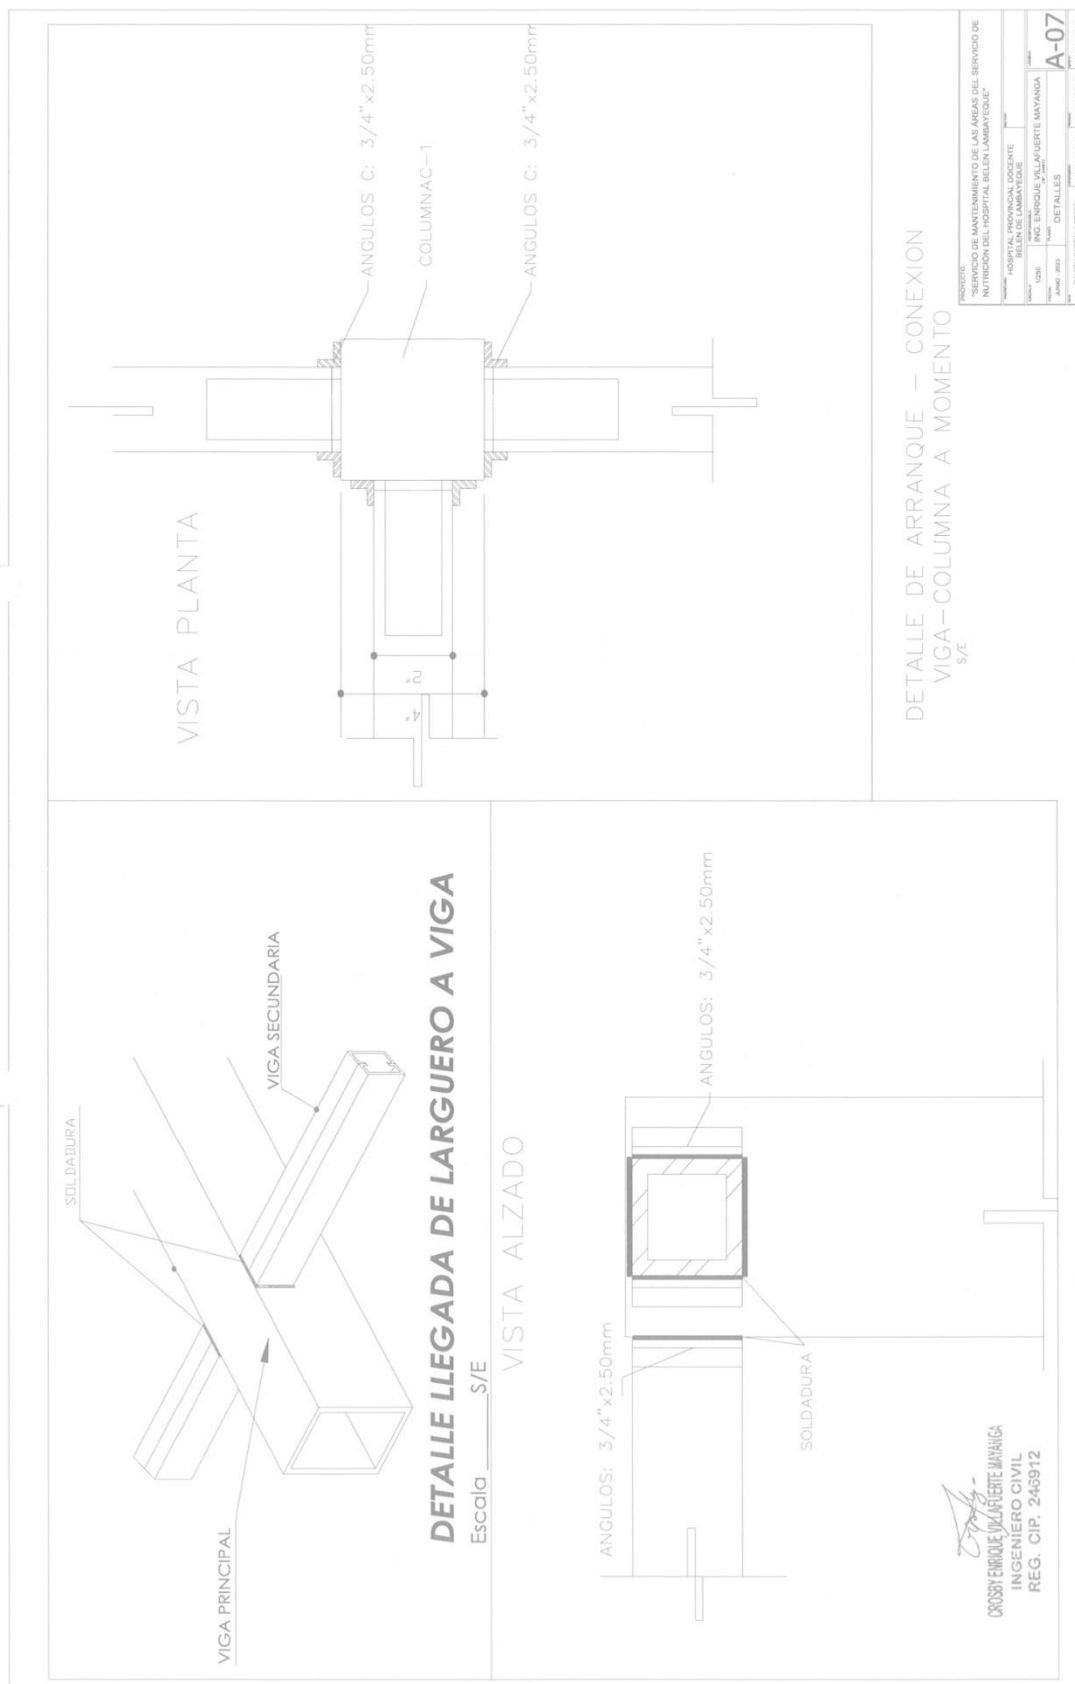 SOLDADURA
VIGA SECUNDARIA
VIGA PRINCIPAL
DETALLE LLEGADA DE LARGUERO A VIGA
Escala S/E
VISTA PLANTA
ANGULOS C: 3/4"x2.50mm
COLUMNAC-1
ANGULOS C: 3/4"x2.50mm
VISTA ALZADO
ANGULOS: 3/4"x2.50mm
ANGULOS: 3/4"x2.50mm
SOLDADURA
DETALLE DE ARRANQUE - CONEXION
VIGA-COLUMNA A MOMENTO
S/E
CROSBY ENRIQUE VILLAFUERTE MAYANGA
INGENIERO CIVIL
REG. CIP. 246912
PROYECTO:
"SERVICIO DE MANTENIMIENTO DE LAS ÁREAS DEL SERVICIO DE
NUTRICIÓN DEL HOSPITAL BELEN LAMBAYEQUE"
HOSPITAL PROVINCIAL DOCENTE
BELEN DE LAMBAYEQUE
ING. ENRIQUE VILLAFUERTE MAYANGA
DETALLES
A-07